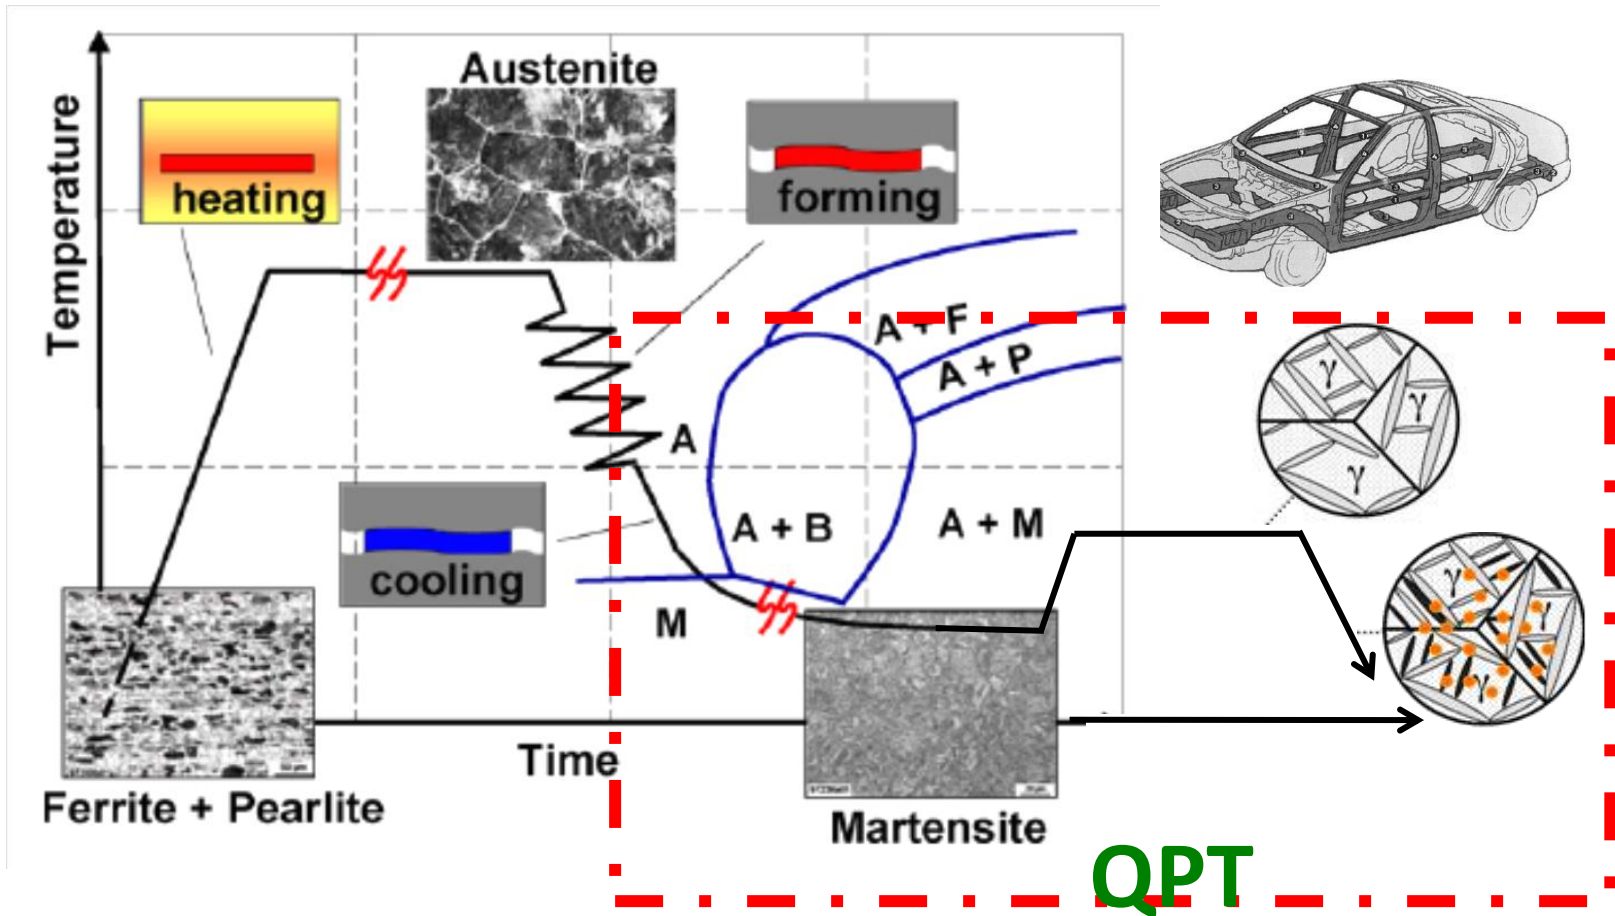 Temperature
heating
Austenite
forming
A + F
A + P
A
A + B
A + M
cooling
M
γ
γ
γ
γ
γ
γ
Time
Ferrite + Pearlite
Martensite
QPT